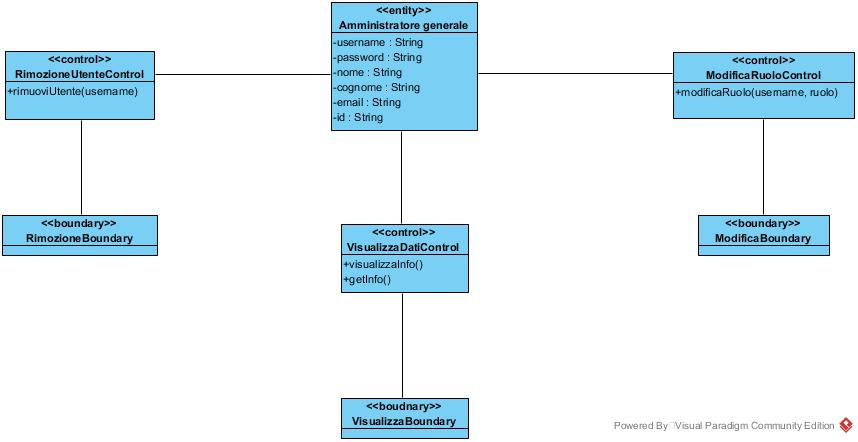 <<entity>>
Amministratore generale
-username : String
-password : String
-nome : String
-cognome : String
-email : String
-id : String
<<control>>
RimozioneUtenteControl
+rimuoviUtente(username)
<<control>>
ModificaRuoloControl
+modificaRuolo(username, ruolo)
<<boundary>>
RimozioneBoundary
<<control>>
VisualizzaDatiControl
+visualizzaInfo()
+getInfo()
<<boundary>>
ModificaBoundary
<<boudnary>>
VisualizzaBoundary
Powered By Visual Paradigm Community Edition